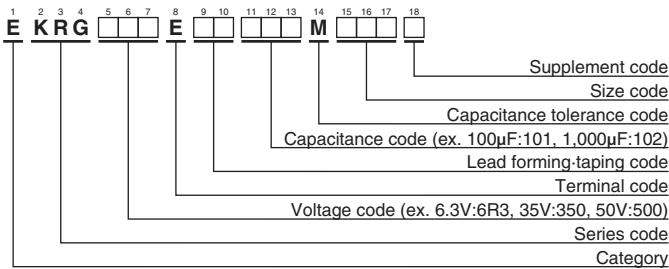 1 2 3 4 5 6 7 8 9 10 11 12 13 14 15 16 17 18
E K R G E M
Supplement code
Size code
Capacitance tolerance code
Capacitance code (ex. 100µF:101, 1,000µF:102)
Lead forming·taping code
Terminal code
Voltage code (ex. 6.3V:6R3, 35V:350, 50V:500)
Series code
Category